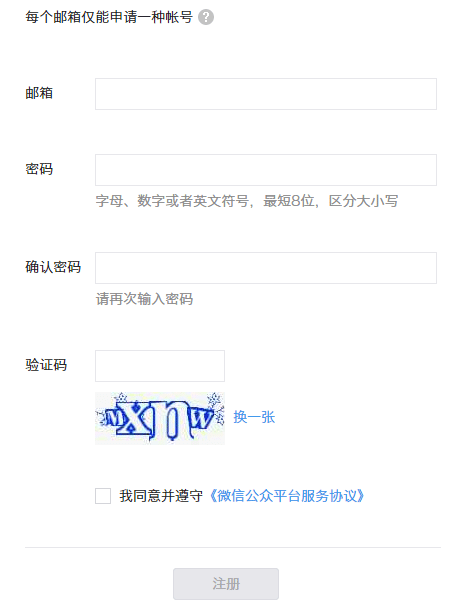 每个邮箱仅能申请一种帐号 ?
邮箱
密码
字母、数字或者英文符号，最短8位，区分大小写
确认密码
请再次输入密码
验证码
mxnw 换一张
我同意并遵守《微信公众平台服务协议》
注册